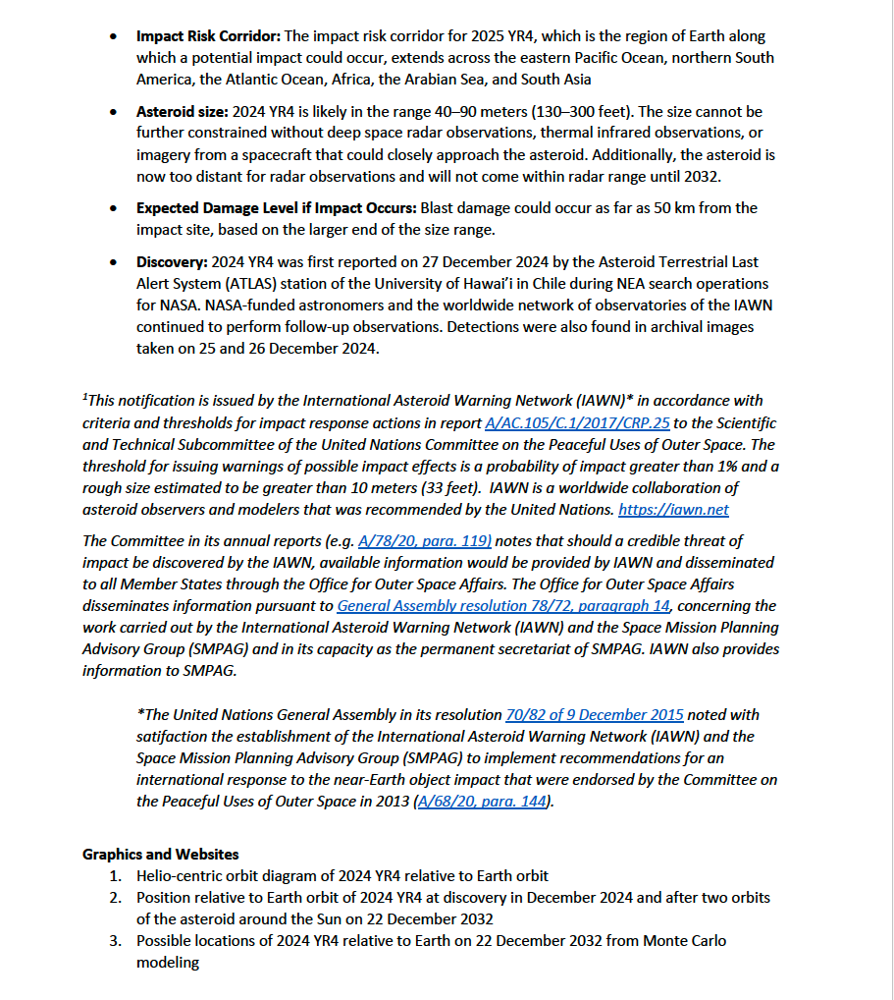 • Impact Risk Corridor: The impact risk corridor for 2025 YR4, which is the region of Earth along
which a potential impact could occur, extends across the eastern Pacific Ocean, northern South
America, the Atlantic Ocean, Africa, the Arabian Sea, and South Asia
• Asteroid size: 2024 YR4 is likely in the range 40–90 meters (130–300 feet). The size cannot be
further constrained without deep space radar observations, thermal infrared observations, or
imagery from a spacecraft that could closely approach the asteroid. Additionally, the asteroid is
now too distant for radar observations and will not come within radar range until 2032.
• Expected Damage Level if Impact Occurs: Blast damage could occur as far as 50 km from the
impact site, based on the larger end of the size range.
• Discovery: 2024 YR4 was first reported on 27 December 2024 by the Asteroid Terrestrial Last
Alert System (ATLAS) station of the University of Hawai‘i in Chile during NEA search operations
for NASA. NASA-funded astronomers and the worldwide network of observatories of the IAWN
continued to perform follow-up observations. Detections were also found in archival images
taken on 25 and 26 December 2024.
¹This notification is issued by the International Asteroid Warning Network (IAWN)* in accordance with
criteria and thresholds for impact response actions in report A/AC.105/C.1/2017/CRP.25 to the Scientific
and Technical Subcommittee of the United Nations Committee on the Peaceful Uses of Outer Space. The
threshold for issuing warnings of possible impact effects is a probability of impact greater than 1% and a
rough size estimated to be greater than 10 meters (33 feet). IAWN is a worldwide collaboration of
asteroid observers and modelers that was recommended by the United Nations. https://iawn.net
The Committee in its annual reports (e.g. A/78/20, para. 119) notes that should a credible threat of
impact be discovered by the IAWN, available information would be provided by IAWN and disseminated
to all Member States through the Office for Outer Space Affairs. The Office for Outer Space Affairs
disseminates information pursuant to General Assembly resolution 78/72, paragraph 14, concerning the
work carried out by the International Asteroid Warning Network (IAWN) and the Space Mission Planning
Advisory Group (SMPAG) and in its capacity as the permanent secretariat of SMPAG. IAWN also provides
information to SMPAG.
*The United Nations General Assembly in its resolution 70/82 of 9 December 2015 noted with
satifaction the establishment of the International Asteroid Warning Network (IAWN) and the
Space Mission Planning Advisory Group (SMPAG) to implement recommendations for an
international response to the near-Earth object impact that were endorsed by the Committee on
the Peaceful Uses of Outer Space in 2013 (A/68/20, para. 144).
Graphics and Websites
1. Helio-centric orbit diagram of 2024 YR4 relative to Earth orbit
2. Position relative to Earth orbit of 2024 YR4 at discovery in December 2024 and after two orbits
of the asteroid around the Sun on 22 December 2032
3. Possible locations of 2024 YR4 relative to Earth on 22 December 2032 from Monte Carlo
modeling